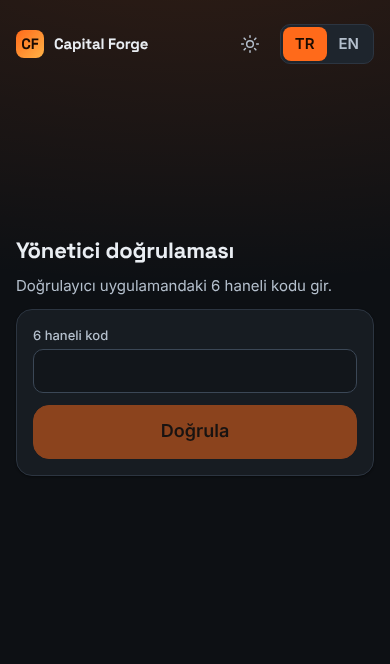 CF Capital Forge TR EN
Yönetici doğrulaması
Doğrulayıcı uygulamandaki 6 haneli kodu gir.
6 haneli kod
Doğrula